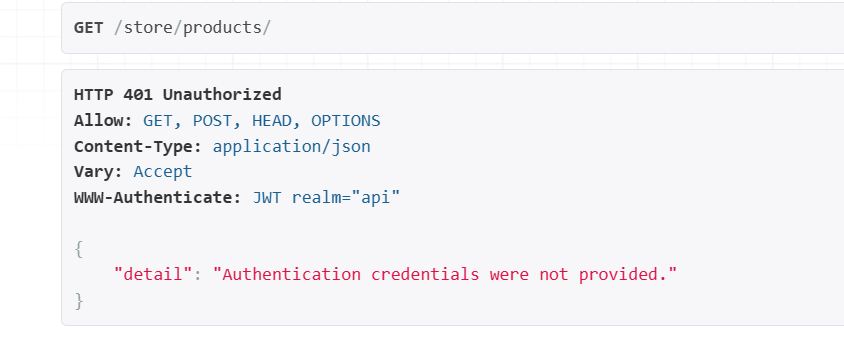 GET /store/products/
HTTP 401 Unauthorized
Allow: GET, POST, HEAD, OPTIONS
Content-Type: application/json
Vary: Accept
WWW-Authenticate: JWT realm="api"
{
"detail": "Authentication credentials were not provided."
}